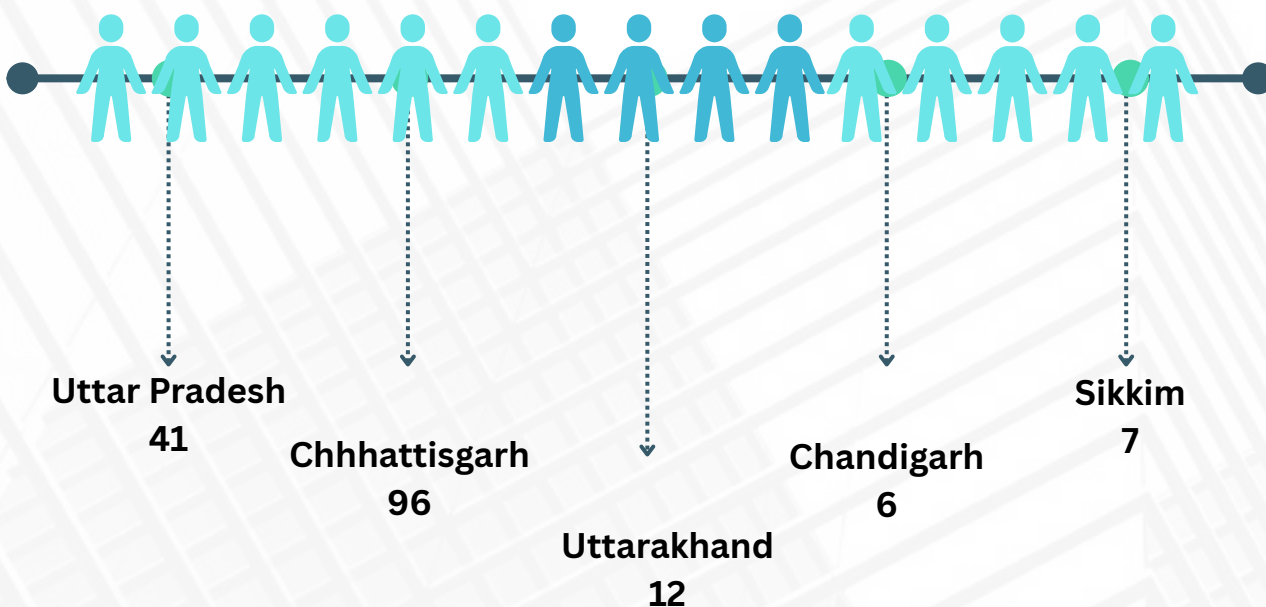 Uttar Pradesh
41
Chhhattisgarh
96
Uttarakhand
12
Chandigarh
6
Sikkim
7